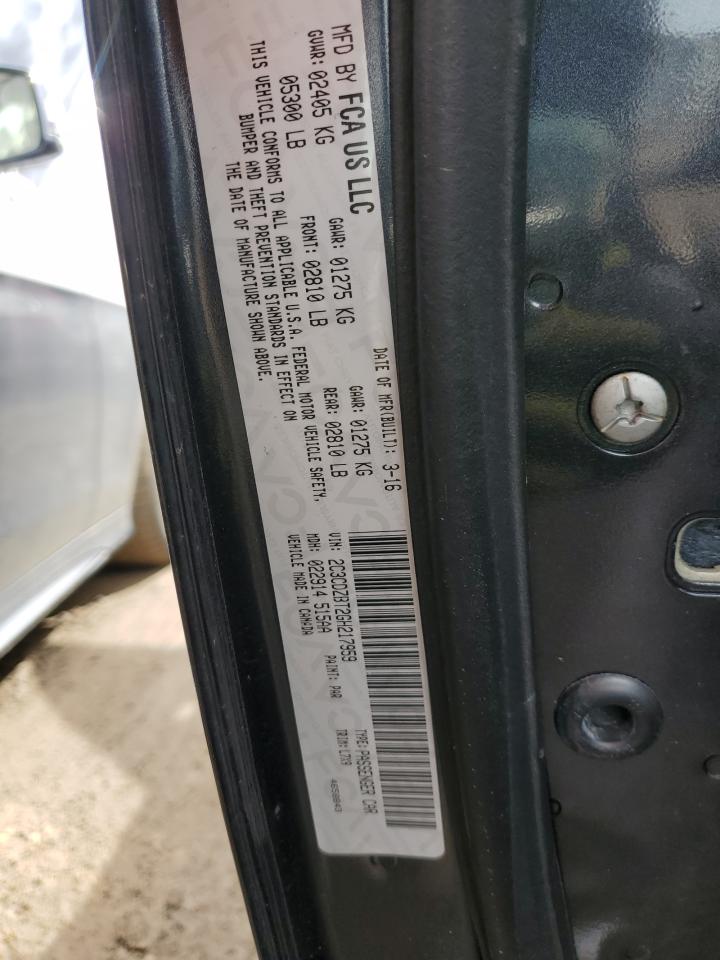 MFD BY FCA US LLC
DATE OF MFR(BUILT): 3-16
GVWR: 02405 KG
GAWR: 01275 KG
GAWR: 01275 KG
05300 LB
FRONT: 02810 LB
REAR: 02810 LB
THIS VEHICLE CONFORMS TO ALL APPLICABLE U.S.A. FEDERAL MOTOR VEHICLE SAFETY,
BUMPER AND THEFT PREVENTION STANDARDS IN EFFECT ON
THE DATE OF MANUFACTURE SHOWN ABOVE.
VIN: 2C3CDZBT2GH217959
TYPE: PASSENGER CAR
MDH: 022914 515AA
PAINT: PAR
TRIM: L7X9
VEHICLE MADE IN CANADA